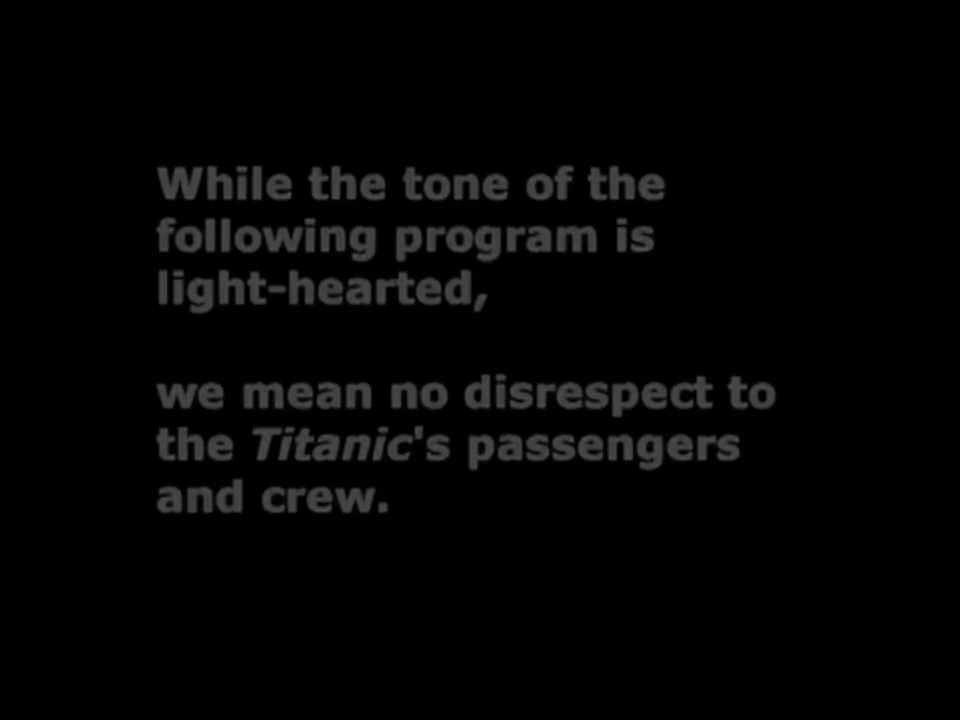 While the tone of the
following program is
light-hearted,
we mean no disrespect to
the Titanic's passengers
and crew.